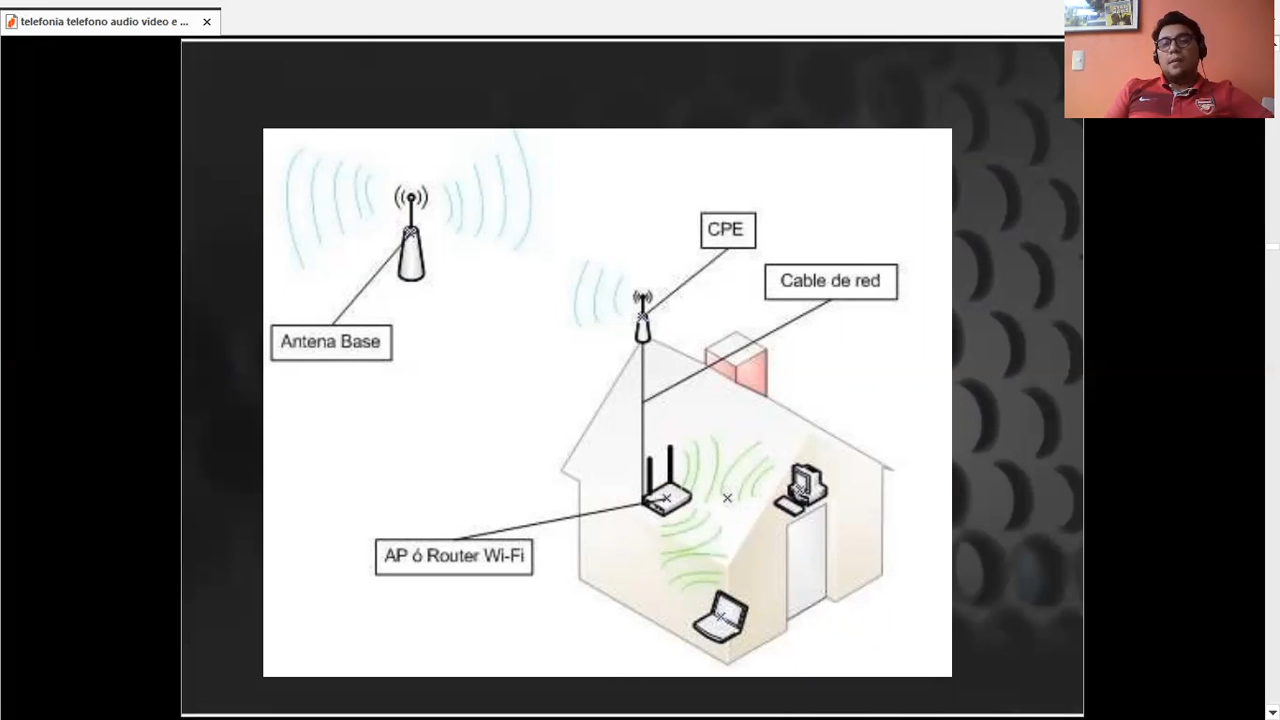 telefonia telefono audio video e ...
CPE
Cable de red
Antena Base
AP ó Router Wi-Fi